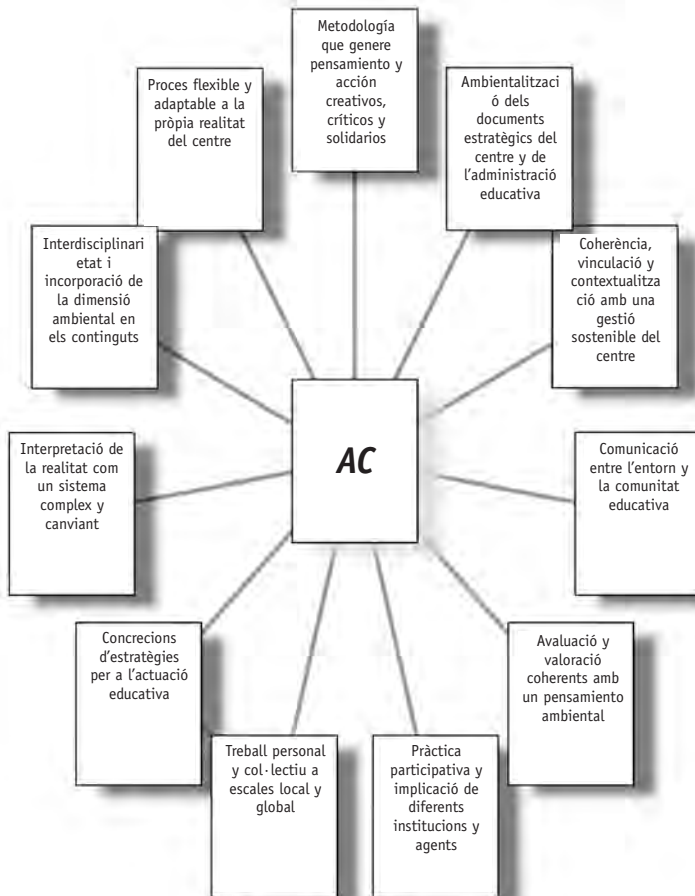 Metodología
que genere
pensamiento y
acción
creativos,
críticos y
solidarios
Ambientalitzaci
ó dels
documents
estratègics del
centre y de
l'administració
educativa
Coherència,
vinculació y
contextualitza
ció amb una
gestió
sostenible del
centre
Comunicació
entre l'entorn y
la comunitat
educativa
Avaluació y
valoració
coherents amb
un pensamiento
ambiental
Pràctica
participativa y
implicació de
diferents
institucions y
agents
Treball personal
y col·lectiu a
escales local y
global
Concrecions
d'estratègies
per a l'actuació
educativa
Interpretació de
la realitat com
un sistema
complex y
canviant
Interdisciplinari
etat i
incorporació de
la dimensió
ambiental en
els continguts
Proces flexible y
adaptable a la
pròpia realitat
del centre
AC